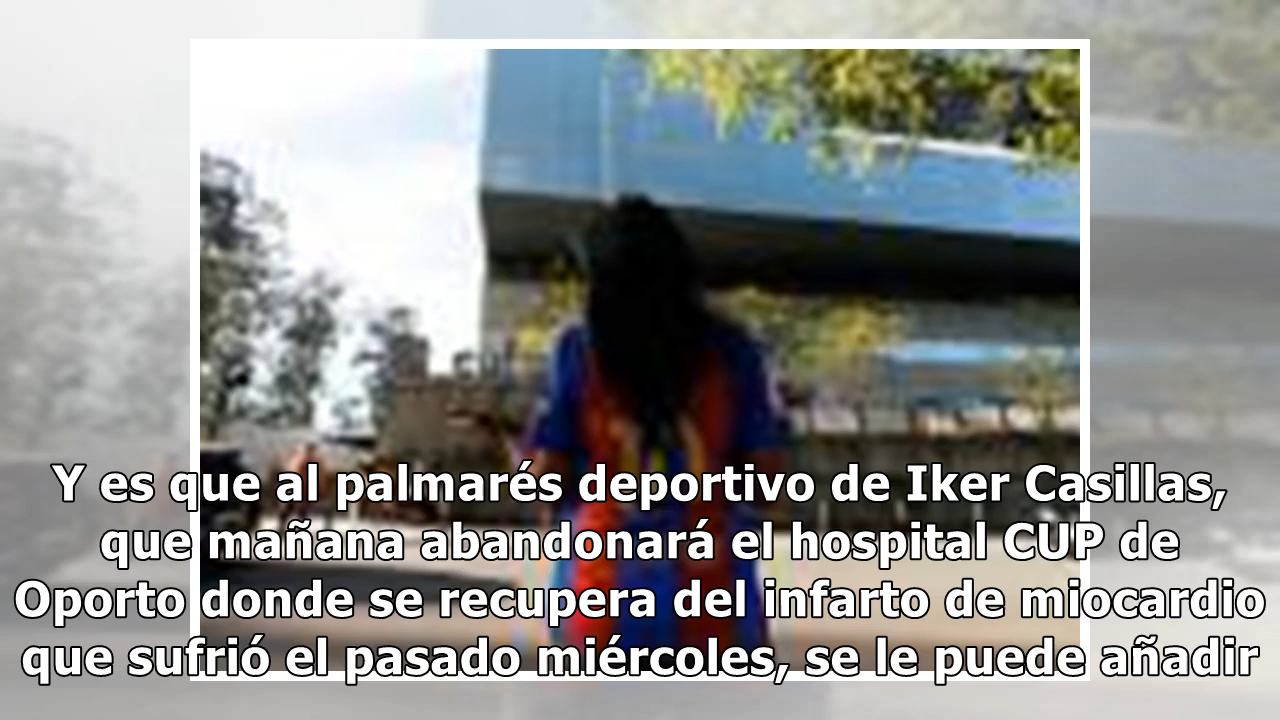 Y es que al palmarés deportivo de Iker Casillas,
que mañana abandonará el hospital CUP de
Oporto donde se recupera del infarto de miocardio
que sufrió el pasado miércoles, se le puede añadir